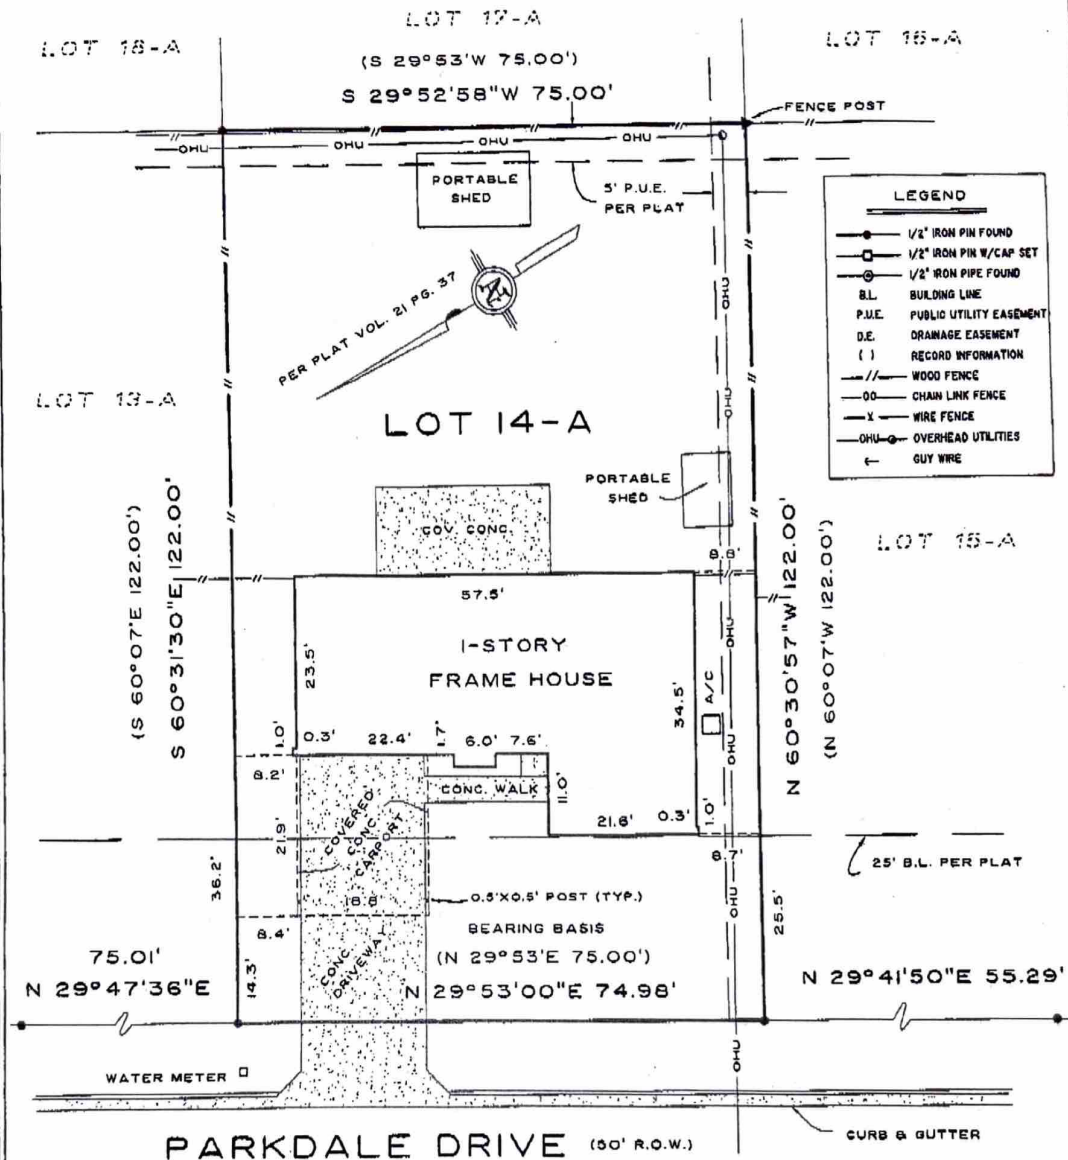 LOT 17-A
LOT 18-A
LOT 16-A
(S 29°53'W 75.00')
S 29°52'58"W 75.00'
FENCE POST
OHU
OHU
OHU
OHU
PORTABLE
SHED
5' P.U.E.
PER PLAT
LEGEND
1/2" IRON PIN FOUND
1/2" IRON PIN W/CAP SET
1/2" IRON PIPE FOUND
B.L. BUILDING LINE
P.U.E. PUBLIC UTILITY EASEMENT
D.E. DRAINAGE EASEMENT
( ) RECORD INFORMATION
-//- WOOD FENCE
-OO- CHAIN LINK FENCE
-X- WIRE FENCE
-OHU- OVERHEAD UTILITIES
GUY WIRE
N
PER PLAT VOL. 21 PG. 37
OHU
LOT 13-A
OHU
LOT 14-A
PORTABLE
SHED
COV. CONC.
LOT 15-A
(S 60°07'E 122.00')
S 60°31'30"E 122.00'
N 60°30'57"W 122.00'
(N 60°07'W 122.00')
8.8'
57.5'
OHU
1-STORY
FRAME HOUSE
23.5'
34.5'
A/C
OHU
1.0'
0.3'
22.4'
1.7'
6.0'
7.6'
8.2'
CONC. WALK
11.0'
21.6'
0.3'
1.0'
COVERED
CONC.
CARPORT
21.9'
8.7'
25' B.L. PER PLAT
36.2'
18.8'
0.5'X0.5' POST (TYP.)
OHU
25.5'
8.4'
BEARING BASIS
(N 29°53'E 75.00')
75.01'
N 29°47'36"E
14.3'
CONC.
DRIVEWAY
N 29°53'00"E 74.98'
N 29°41'50"E 55.29'
WATER METER
OHU
PARKDALE DRIVE (50' R.O.W.)
CURB & GUTTER